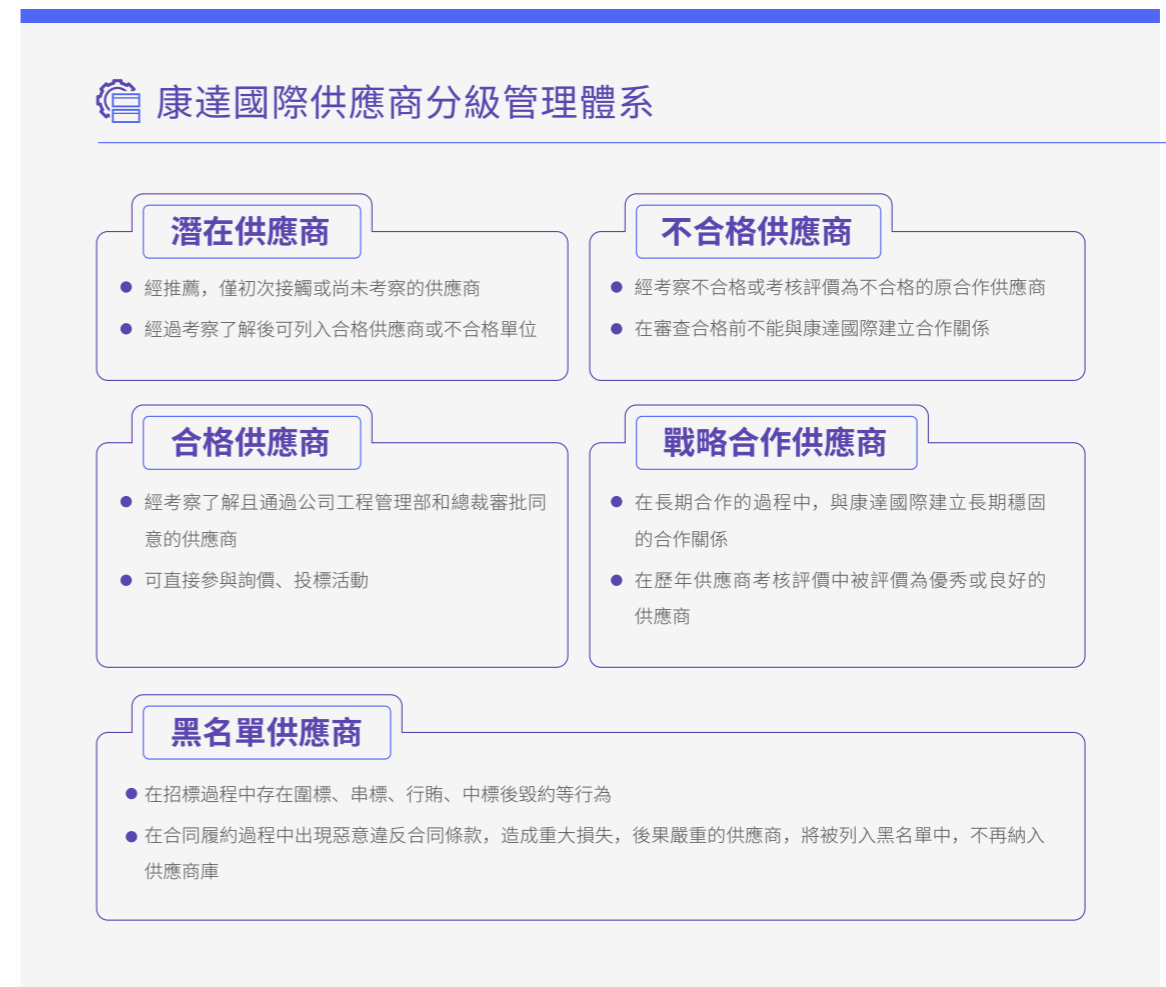 康達國際供應商分級管理體系
潛在供應商
經推薦，僅初次接觸或尚未考察的供應商
經過考察了解後可列入合格供應商或不合格單位
不合格供應商
經考察不合格或考核評價為不合格的原合作供應商
在審查合格前不能與康達國際建立合作關係
合格供應商
經考察了解且通過公司工程管理部和總裁審批同
意的供應商
可直接參與詢價、投標活動
戰略合作供應商
在長期合作的過程中，與康達國際建立長期穩固
的合作關係
在歷年供應商考核評價中被評價為優秀或良好的
供應商
黑名單供應商
在招標過程中存在圍標、串標、行賄、中標後毀約等行為
在合同履約過程中出現惡意違反合同條款，造成重大損失，後果嚴重的供應商，將被列入黑名單中，不再納入
供應商庫